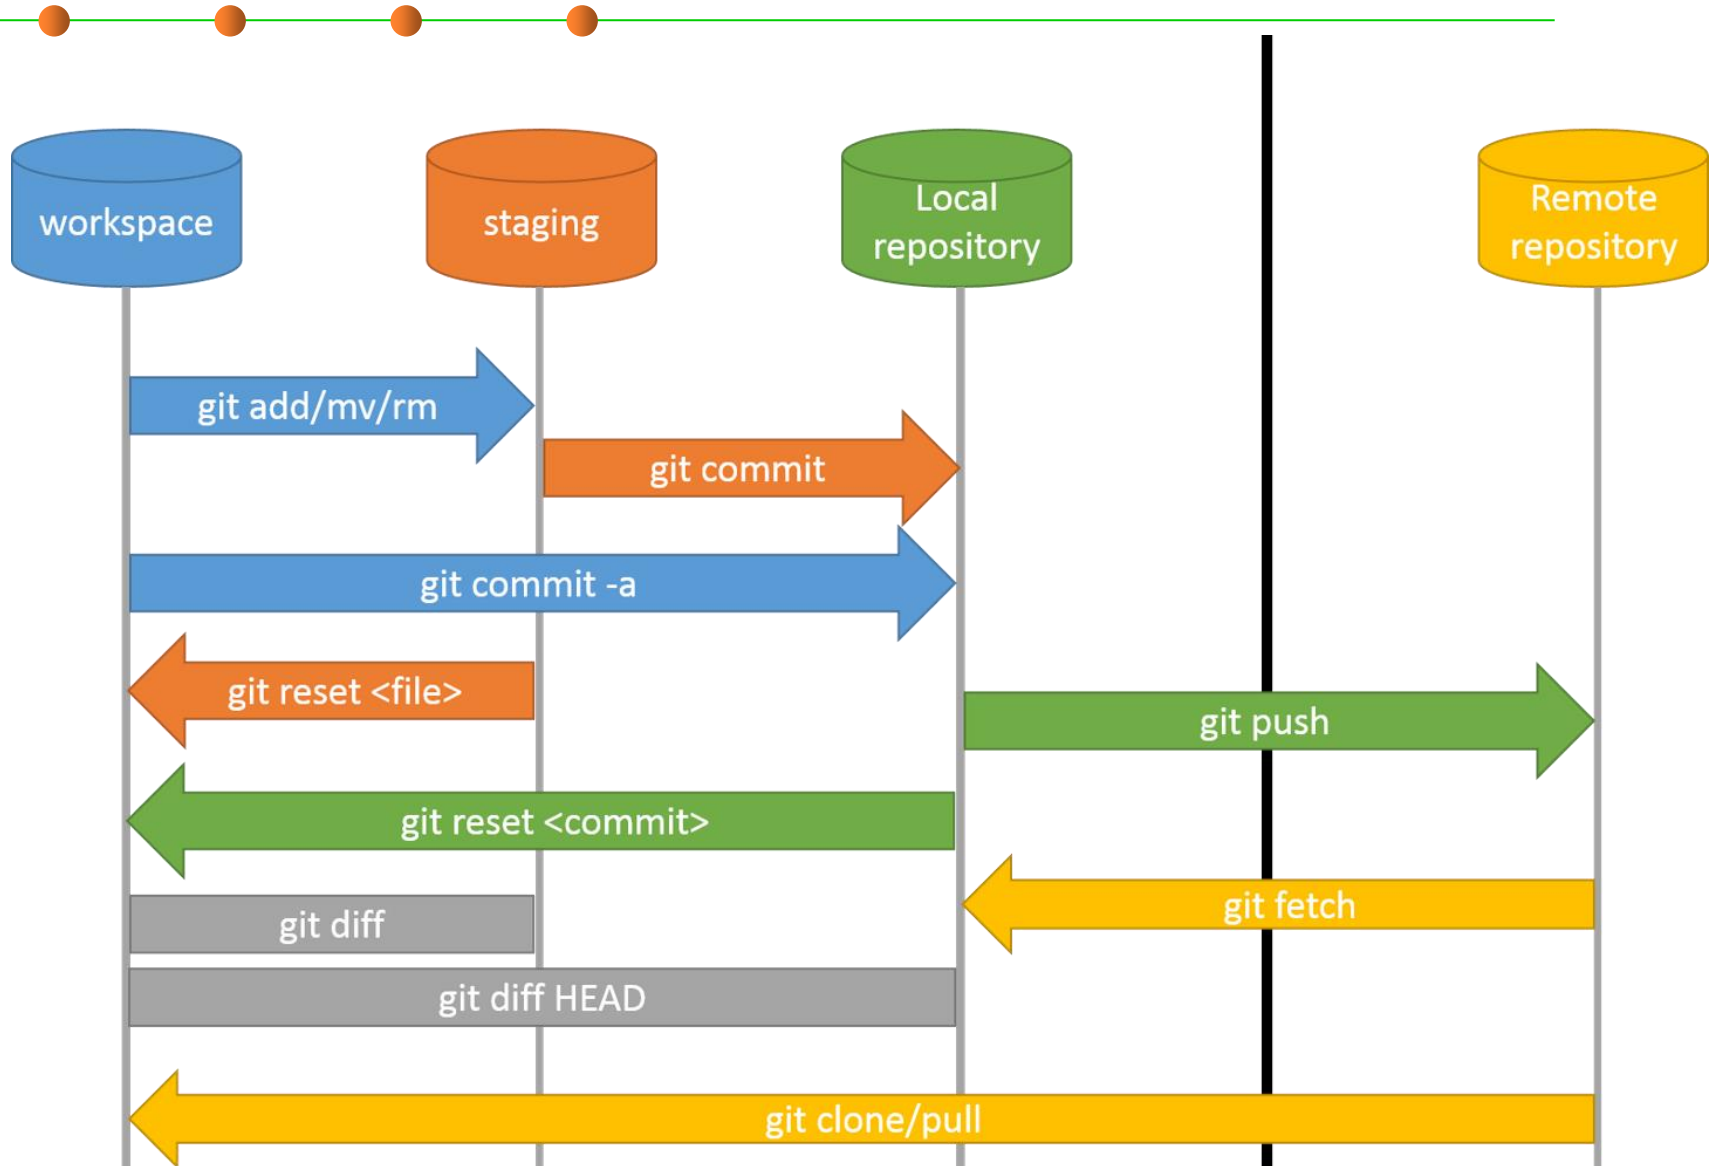 workspace
staging
Local
repository
Remote
repository
git add/mv/rm
git commit
git commit -a
git reset <file>
git push
git reset <commit>
git fetch
git diff
git diff HEAD
git clone/pull